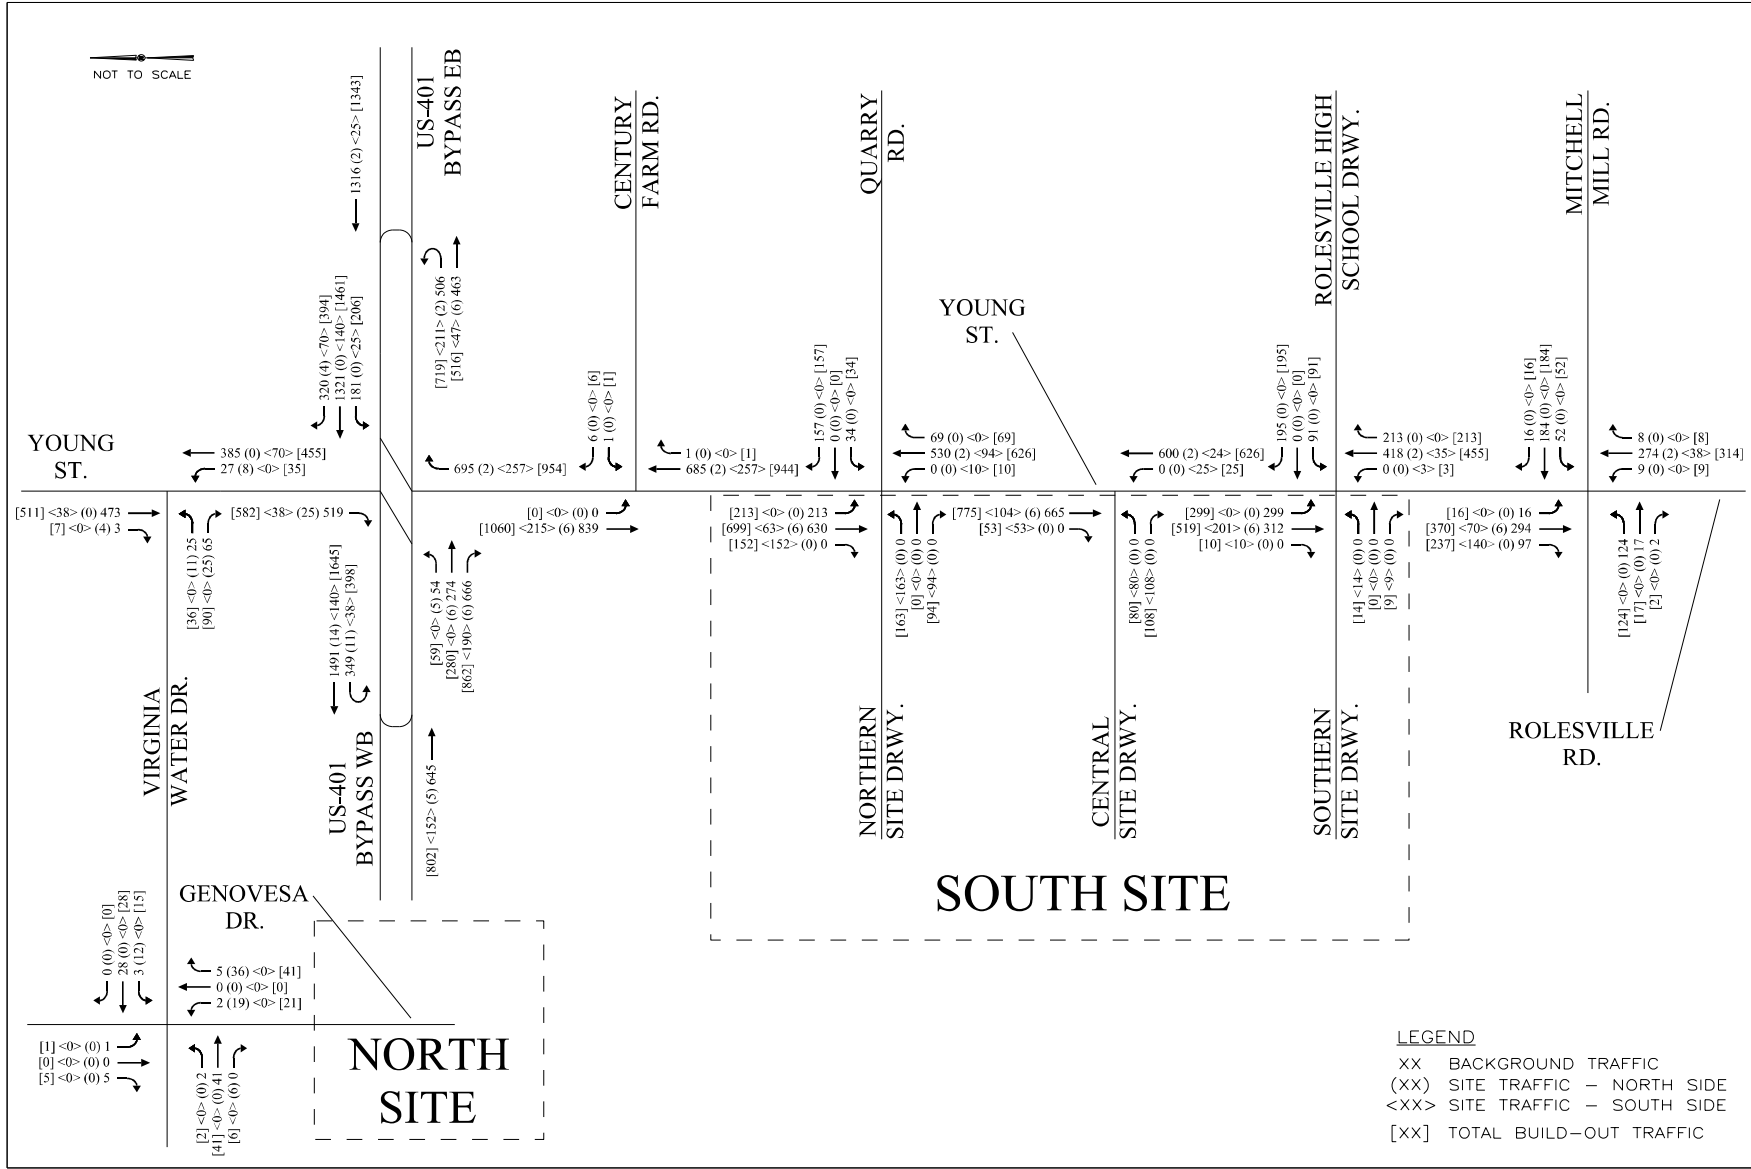 NOT TO SCALE
US-401
BYPASS EB
CENTURY
FARM RD.
QUARRY
RD.
ROLESVILLE HIGH
SCHOOL DRWY.
MITCHELL
MILL RD.
1316 (2) <25> [1343]
[719] <211> (2) 506
[516] <47> (6) 463
320 (4) <70> [394]
1321 (0) <140> [1461]
181 (0) <25> [206]
YOUNG
ST.
6 (0) <0> [6]
1 (0) <0> [1]
157 (0) <0> [157]
0 (0) <0> [0]
34 (0) <0> [34]
195 (0) <0> [195]
0 (0) <0> [0]
91 (0) <0> [91]
16 (0) <0> [16]
184 (0) <0> [184]
52 (0) <0> [52]
YOUNG
ST.
385 (0) <70> [455]
27 (8) <0> [35]
695 (2) <257> [954]
1 (0) <0> [1]
685 (2) <257> [944]
69 (0) <0> [69]
530 (2) <94> [626]
0 (0) <10> [10]
600 (2) <24> [626]
0 (0) <25> [25]
213 (0) <0> [213]
418 (2) <35> [455]
0 (0) <3> [3]
8 (0) <0> [8]
274 (2) <38> [314]
9 (0) <0> [9]
[511] <38> (0) 473
[7] <0> (4) 3
[582] <38> (25) 519
[0] <0> (0) 0
[1060] <215> (6) 839
[213] <0> (0) 213
[699] <63> (6) 630
[152] <152> (0) 0
[775] <104> (6) 665
[53] <53> (0) 0
[299] <0> (0) 299
[519] <201> (6) 312
[10] <10> (0) 0
[16] <0> (0) 16
[370] <70> (6) 294
[237] <140> (0) 97
[36] <0> (11) 25
[90] <0> (25) 65
1491 (14) <140> [1645]
349 (11) <38> [398]
[59] <0> (5) 54
[280] <0> (6) 274
[862] <190> (6) 666
[163] <163> (0) 0
[0] <0> (0) 0
[94] <94> (0) 0
[80] <80> (0) 0
[108] <108> (0) 0
[14] <14> (0) 0
[0] <0> (0) 0
[9] <9> (0) 0
[124] <0> (0) 124
[17] <0> (0) 17
[2] <0> (0) 2
VIRGINIA
WATER DR.
US-401
BYPASS WB
[802] <152> (5) 645
NORTHERN
SITE DRWY.
CENTRAL
SITE DRWY.
SOUTHERN
SITE DRWY.
ROLESVILLE
RD.
SOUTH SITE
GENOVESA
DR.
0 (0) <0> [0]
28 (0) <0> [28]
3 (12) <0> [15]
5 (36) <0> [41]
0 (0) <0> [0]
2 (19) <0> [21]
[1] <0> (0) 1
[0] <0> (0) 0
[5] <0> (0) 5
[2] <0> (0) 2
[41] <0> (0) 41
[6] <0> (6) 0
NORTH
SITE
LEGEND
XX BACKGROUND TRAFFIC
(XX) SITE TRAFFIC – NORTH SIDE
<XX> SITE TRAFFIC – SOUTH SIDE
[XX] TOTAL BUILD–OUT TRAFFIC